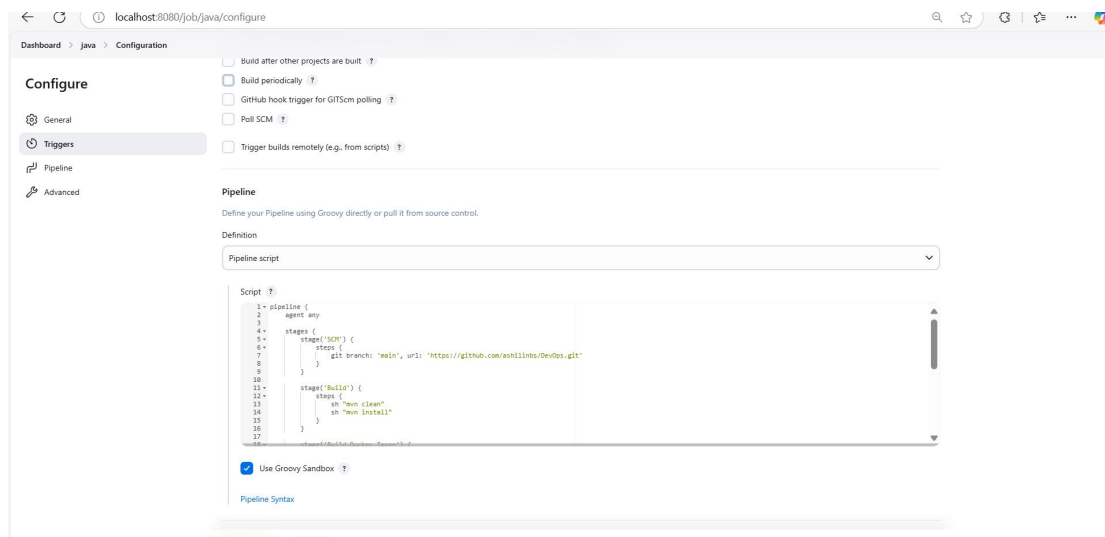 localhost:8080/job/java/configure
Dashboard > java > Configuration
Configure
General
Triggers
Pipeline
Advanced
Build after other projects are built ?
Build periodically ?
GitHub hook trigger for GITScm polling ?
Poll SCM ?
Trigger builds remotely (e.g., from scripts) ?
Pipeline
Define your Pipeline using Groovy directly or pull it from source control.
Definition
Pipeline script
Script ?
1 pipeline {
2 agent any
3
4 stages {
5 stage('SCM') {
6 steps {
7 git branch: 'main', url: 'https://github.com/ashilinbs/DevOps.git'
8 }
9 }
10
11 stage('Build') {
12 steps {
13 sh "mvn clean"
14 sh "mvn install"
15 }
16 }
17
18 stage('Build Docker Image') {
Use Groovy Sandbox ?
Pipeline Syntax